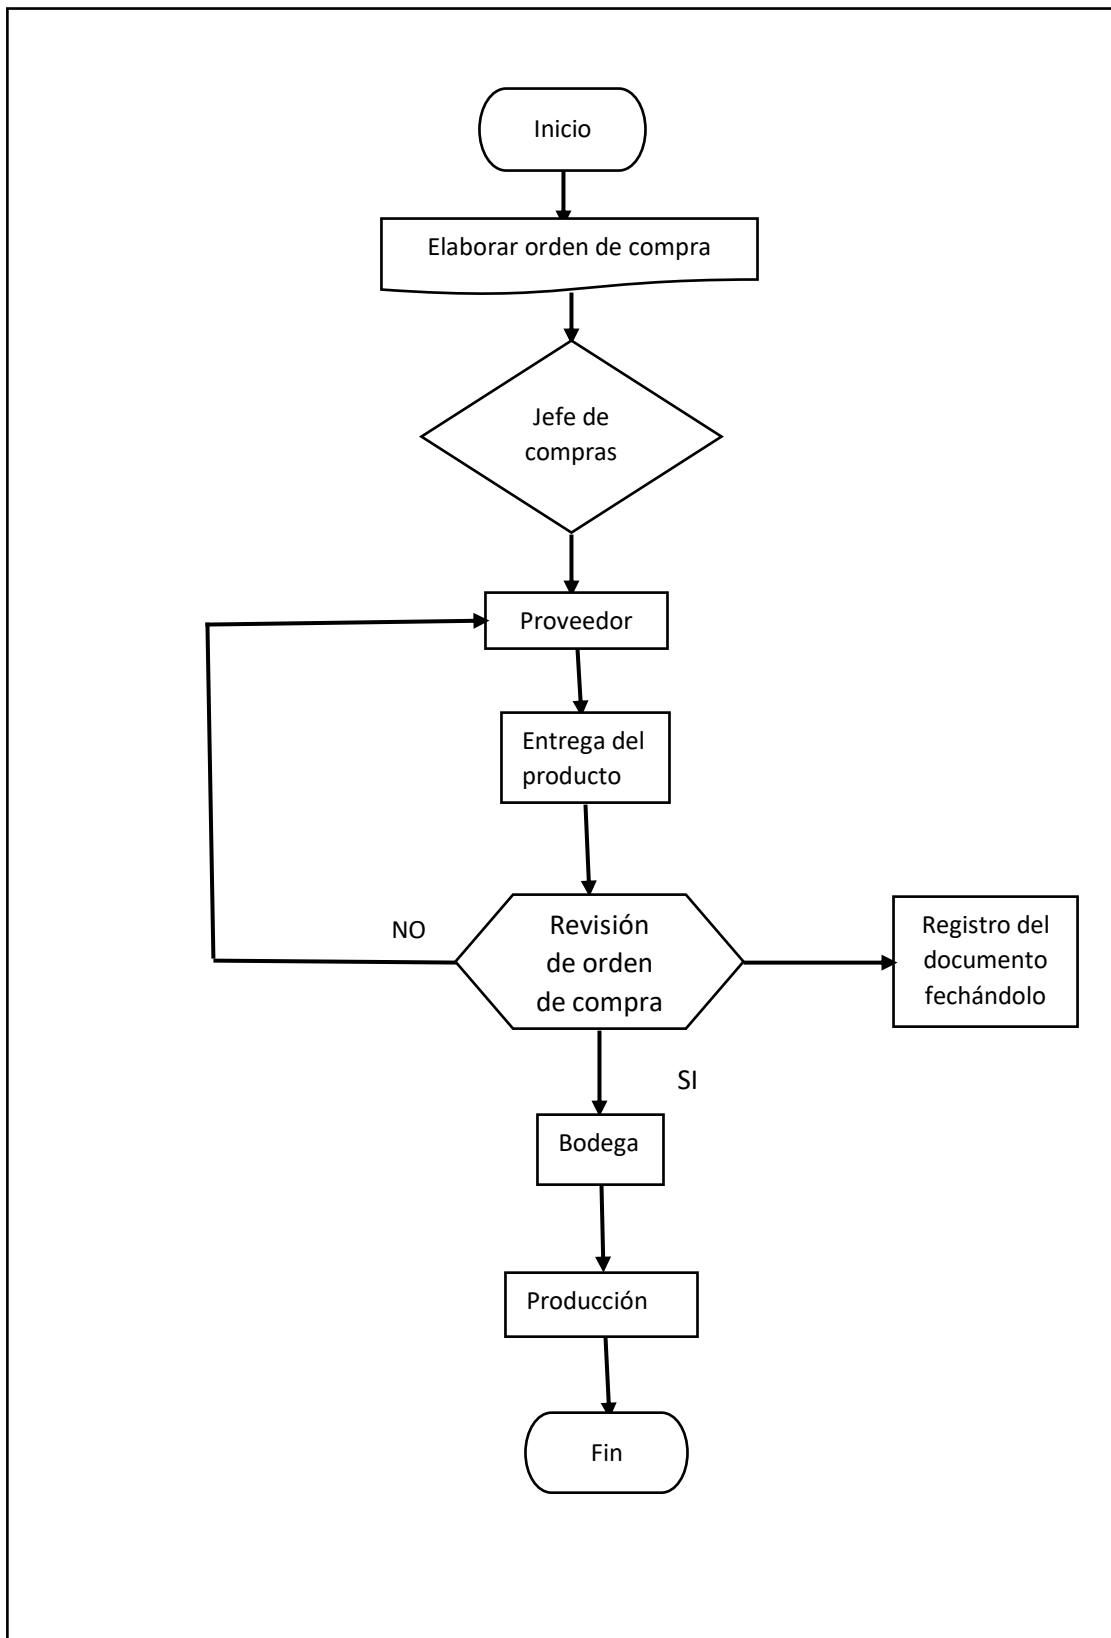 Inicio
Elaborar orden de compra
Jefe de
compras
Proveedor
Entrega del
producto
NO
Revisión
de orden
de compra
Registro del
documento
fechándolo
SI
Bodega
Producción
Fin